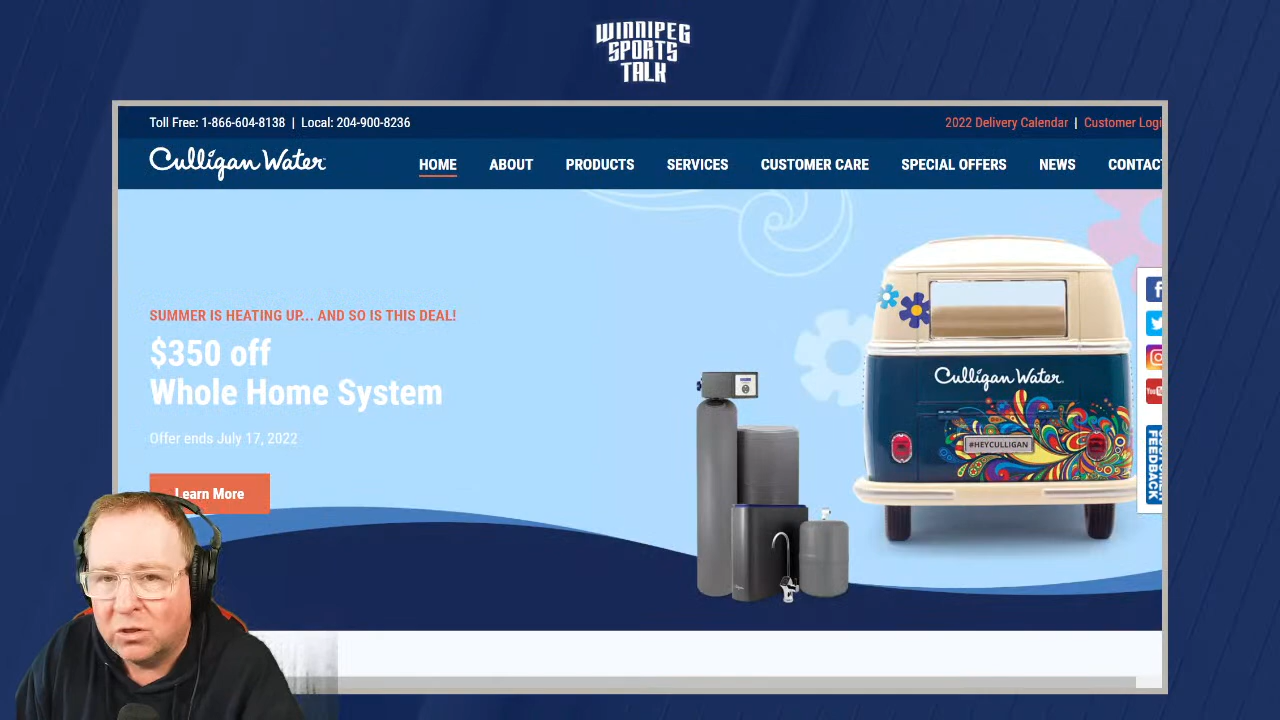 WINNIPEG
SPORTS
TALK
Toll Free: 1-866-604-8138 | Local: 204-900-8236
2022 Delivery Calendar | Customer Logi
Culligan Water
HOME ABOUT PRODUCTS SERVICES CUSTOMER CARE SPECIAL OFFERS NEWS CONTACT
SUMMER IS HEATING UP... AND SO IS THIS DEAL!
$350 off
Whole Home System
Offer ends July 17, 2022
Learn More
Culligan Water
#HEYCULLIGAN
FEEDBACK